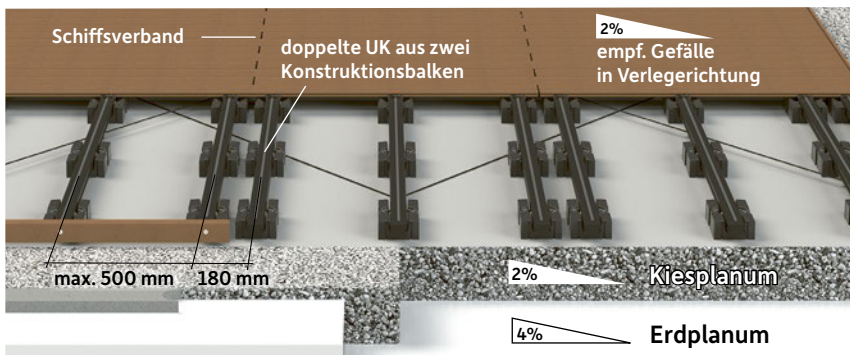 Schiffsverband
doppelte UK aus zwei
Konstruktionsbalken
2%
empf. Gefälle
in Verlegerichtung
max. 500 mm
180 mm
2%
Kiesplanum
4%
Erdplanum